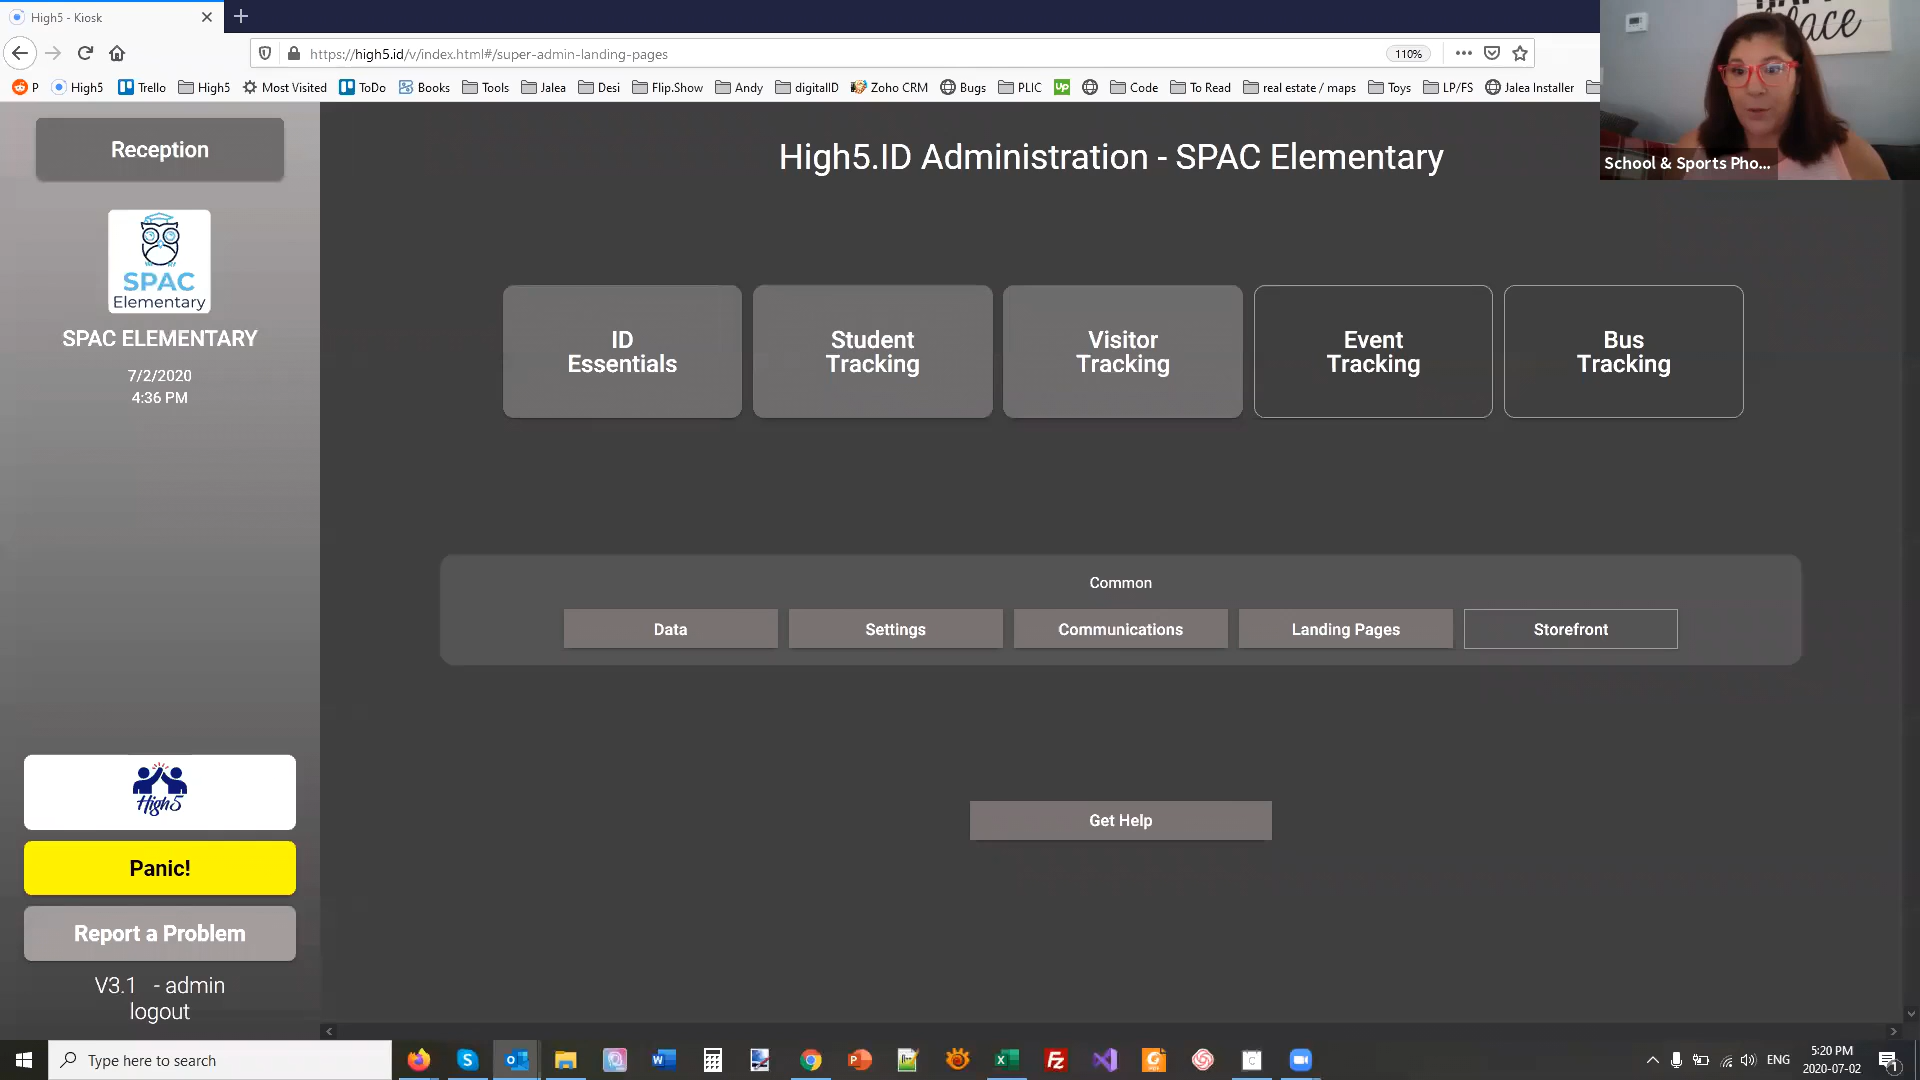 High5 - Kiosk
https://high5.id/v/index.html#/super-admin-landing-pages
110%
P
High5
Trello
High5
Most Visited
ToDo
Books
Tools
Jalea
Desi
Flip.Show
Andy
digitalID
Zoho CRM
Bugs
PLIC
Up
Code
To Read
real estate / maps
Toys
LP/FS
Jalea Installer
lace
School & Sports Pho...
Reception
SPAC
Elementary
SPAC ELEMENTARY
7/2/2020
4:36 PM
High5.ID Administration - SPAC Elementary
ID
Essentials
Student
Tracking
Visitor
Tracking
Event
Tracking
Bus
Tracking
Common
Data
Settings
Communications
Landing Pages
Storefront
Get Help
High5
Panic!
Report a Problem
V3.1 - admin
logout
Type here to search
ENG
5:20 PM
2020-07-02
1